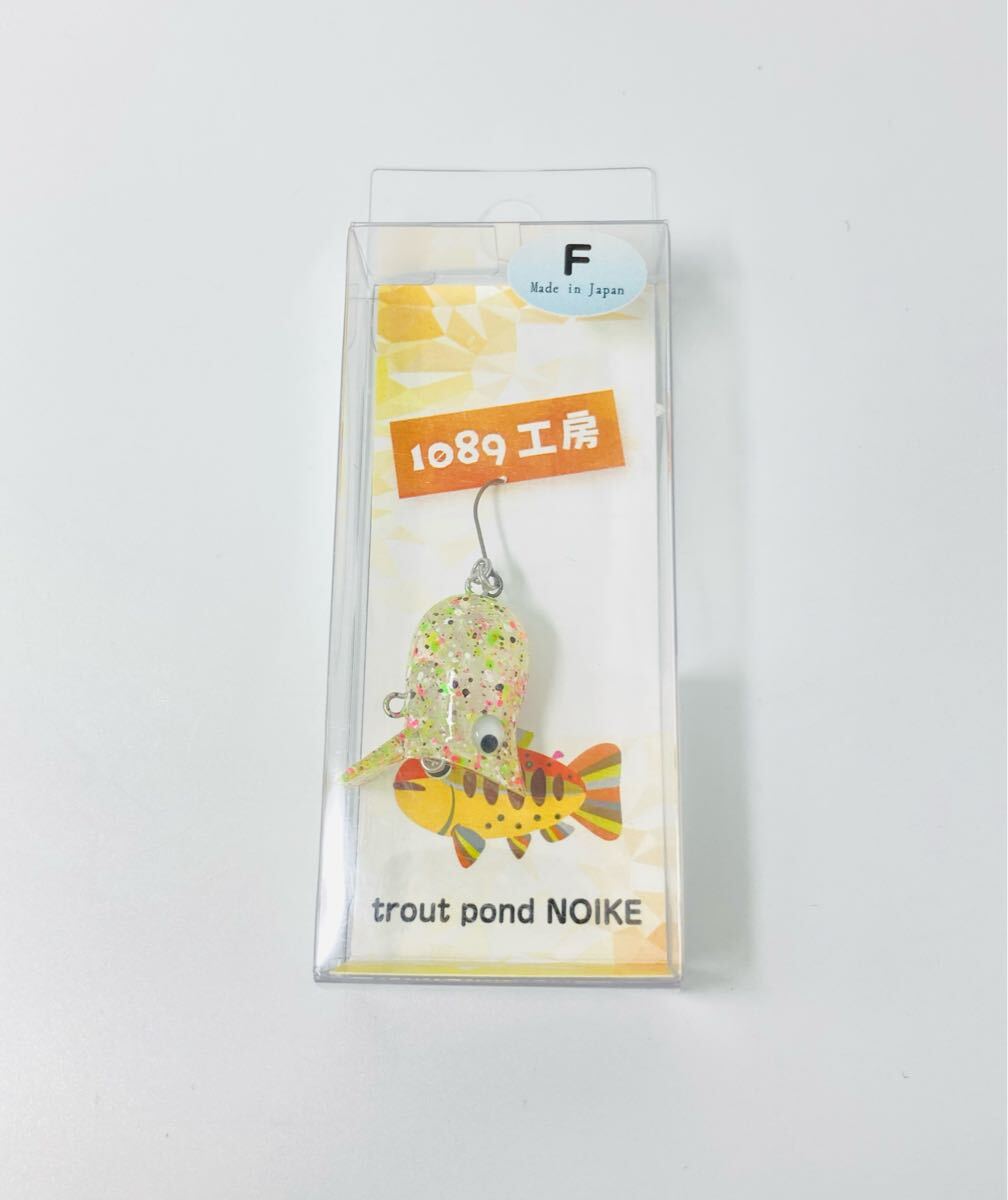 F
Made in Japan
1089工房
trout pond NOIKE